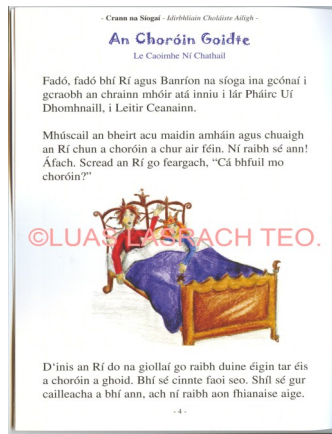 - Crann na Síogaí - Idirbhliain Choláiste Ailigh -
An Choróin Goidte
Le Caoimhe Ní Chathail
Fadó, fadó bhí Rí agus Banríon na síoga ina gcónaí i
gcraobh an chrainn mhóir atá inniu i lár Pháirc Uí
Dhomhnaill, i Leitir Ceanainn.
Mhúscail an bheirt acu maidin amháin agus chuaigh
an Rí chun a choróin a chur air féin. Ní raibh sé ann!
Áfach. Scread an Rí go feargach, “Cá bhfuil mo
choróin?”
©LUAS LASRACH TEO.
D‘inis an Rí do na giollaí go raibh duine éigin tar éis
a choróin a ghoid. Bhí sé cinnte faoi seo. Shíl sé gur
cailleacha a bhí ann, ach ní raibh aon fhianaise aige.
- 4 -